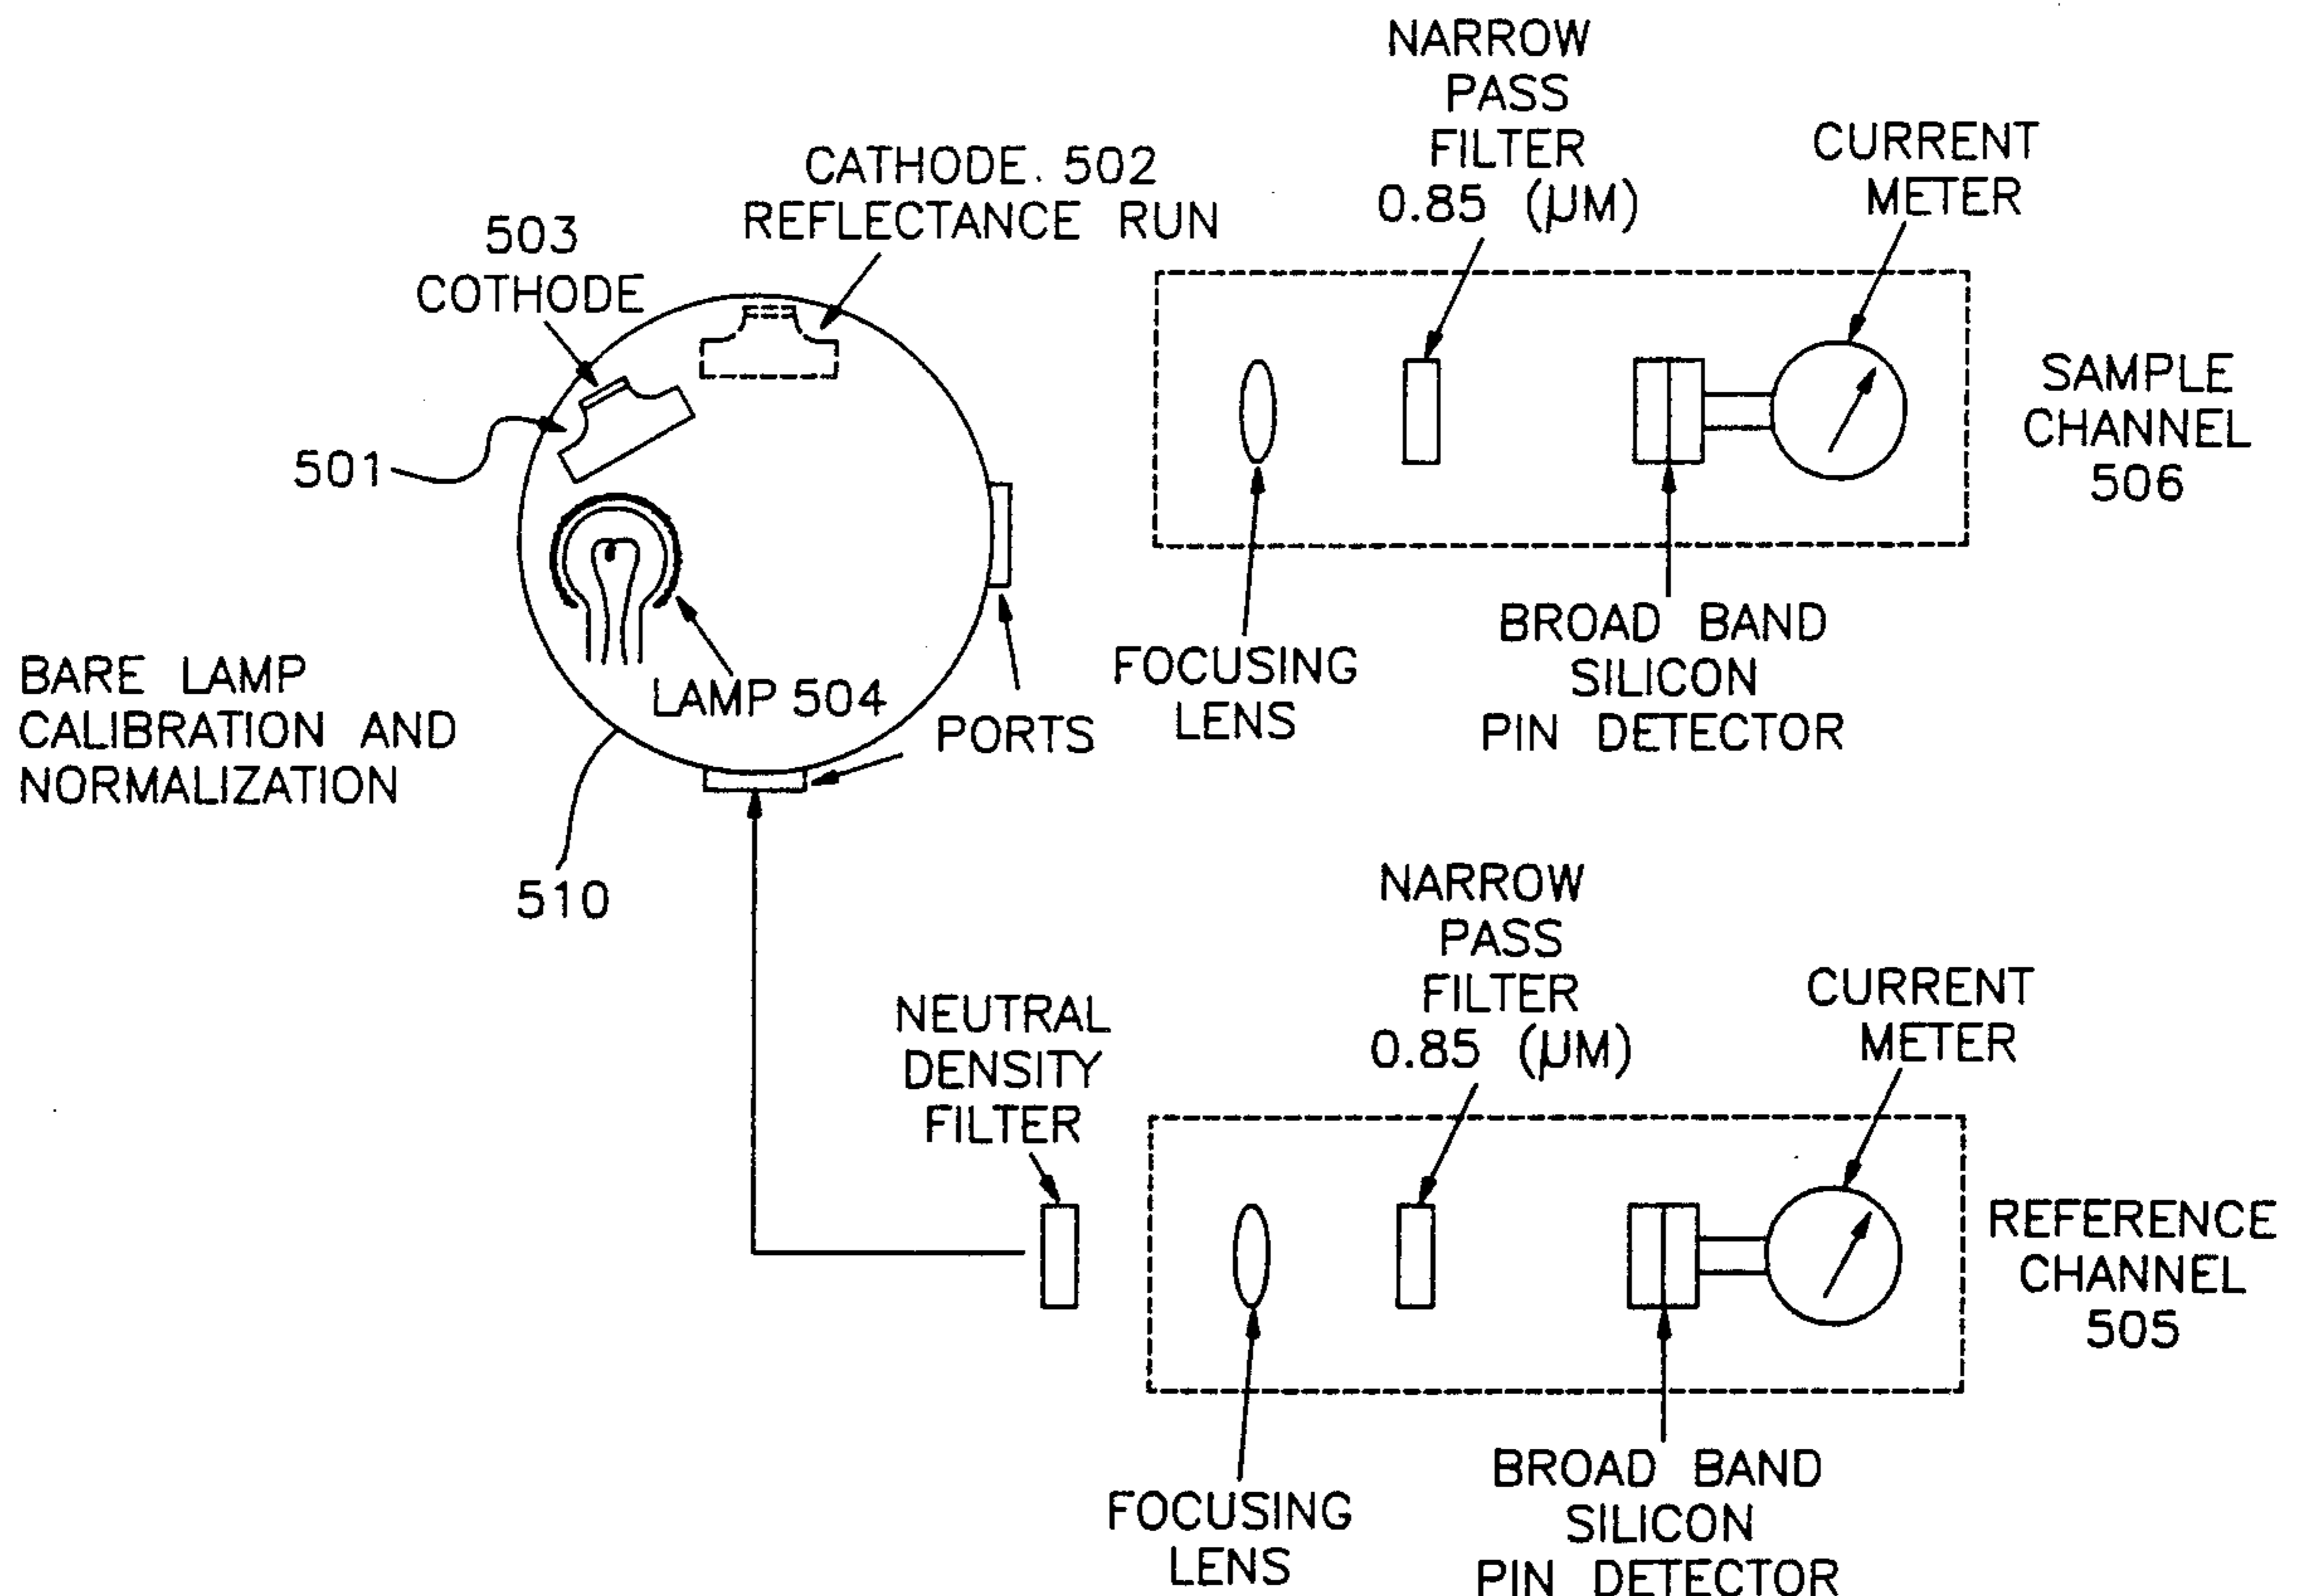 NARROW
PASS
FILTER
0.85 (µM)
CURRENT
METER
CATHODE. 502
REFLECTANCE RUN
503
COTHODE
501
SAMPLE
CHANNEL
506
BROAD BAND
SILICON
PIN DETECTOR
FOCUSING
LENS
LAMP 504
PORTS
BARE LAMP
CALIBRATION AND
NORMALIZATION
510
NARROW
PASS
FILTER
0.85 (µM)
CURRENT
METER
NEUTRAL
DENSITY
FILTER
REFERENCE
CHANNEL
505
BROAD BAND
SILICON
PIN DETECTOR
FOCUSING
LENS